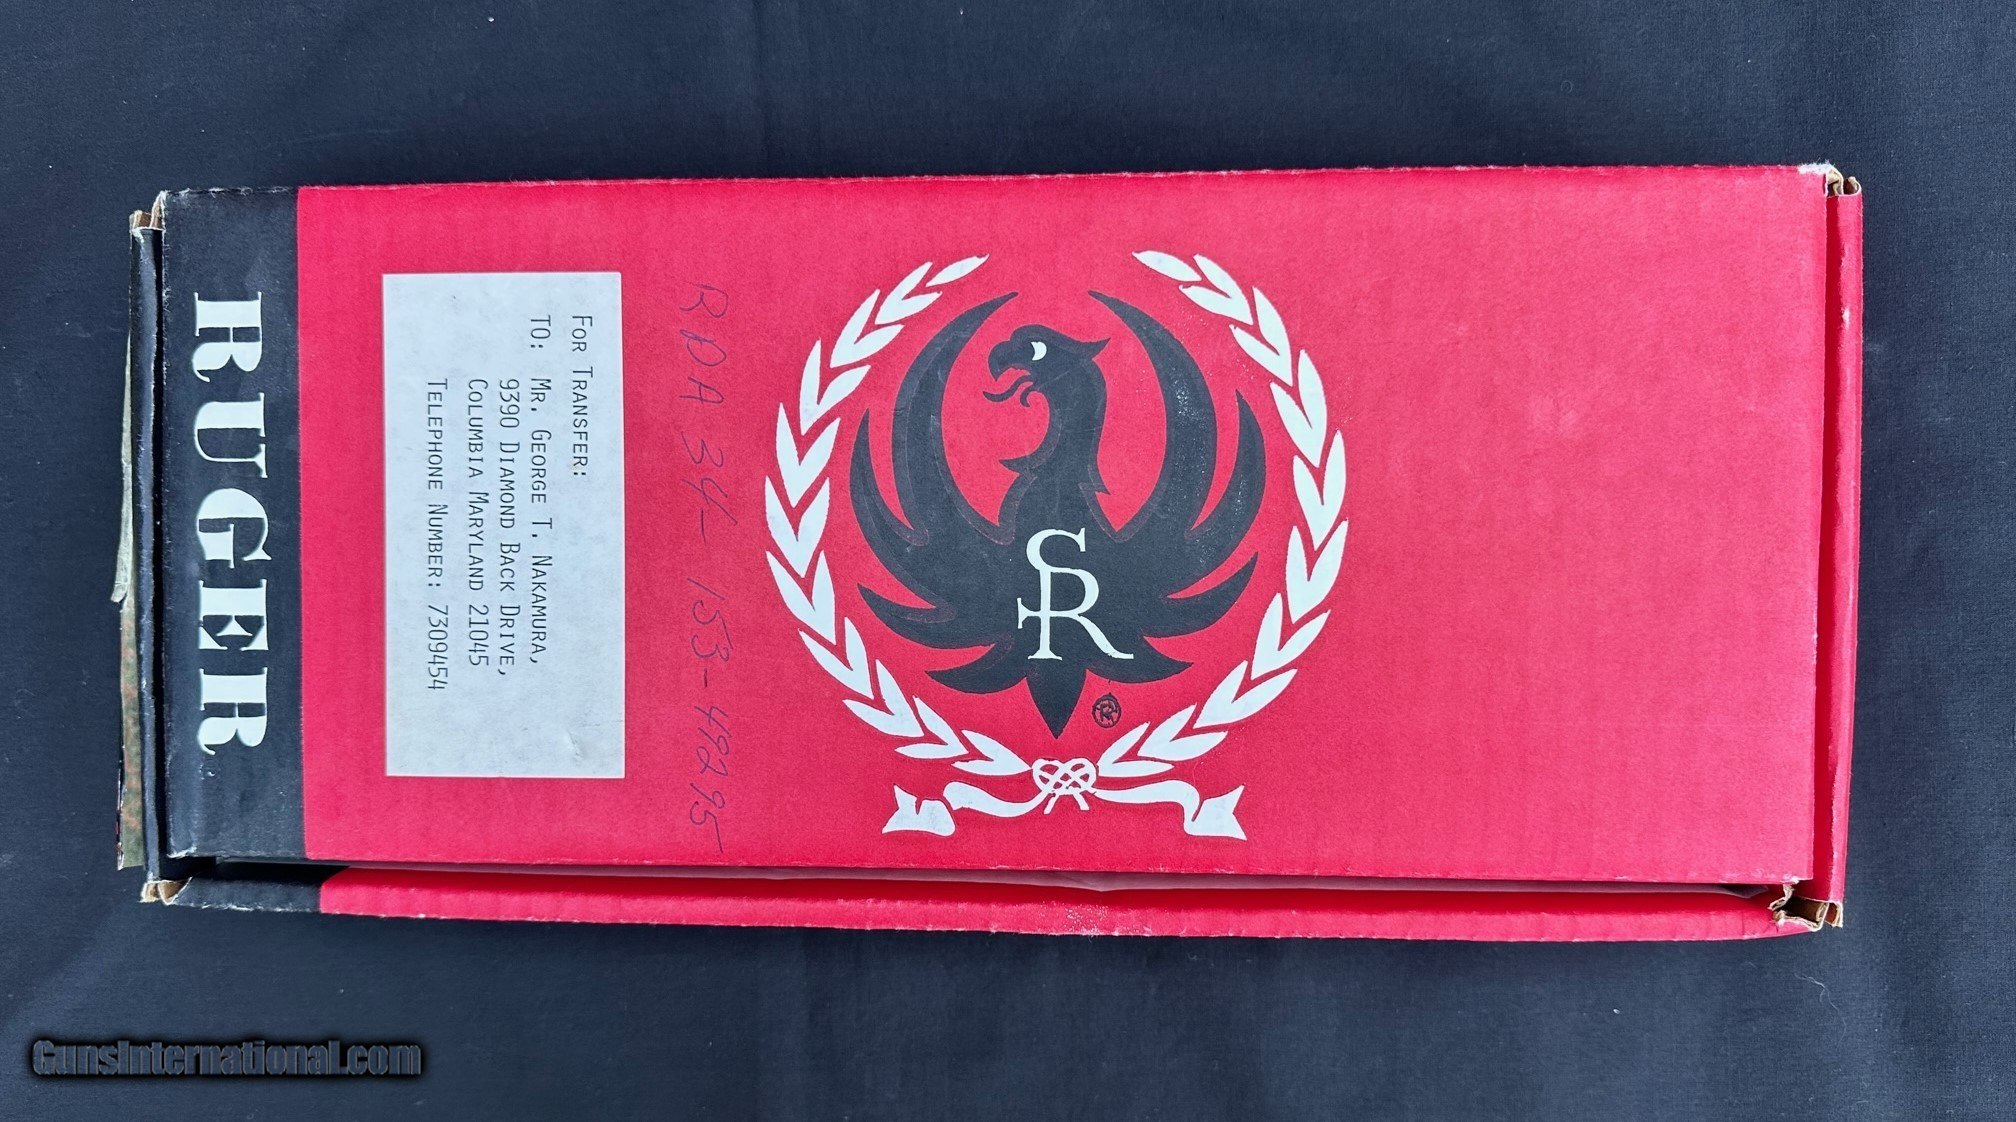 RUGER
FOR TRANSFER:
TO: MR. GEORGE T. NAKAMURA,
9390 DIAMOND BACK DRIVE,
COLUMBIA MARYLAND 21045
TELEPHONE NUMBER: 7309454
RDA 34-153-49295
SR
®
GunsInternational.com